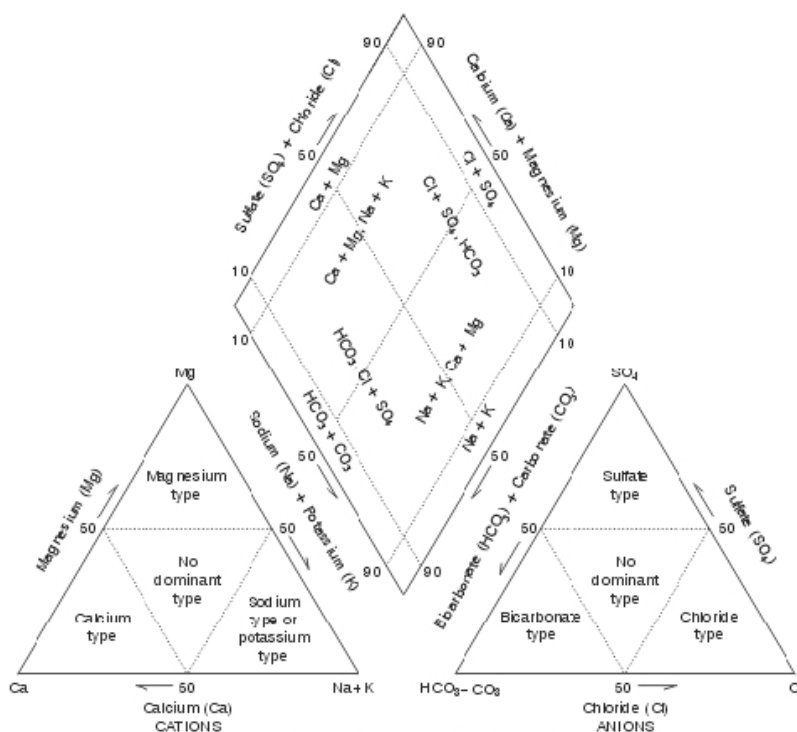 90
90
Sulfate (SO₄) + Chloride (Cl)
Calcium (Ca) + Magnesium (Mg)
50
50
Ca + Mg
Cl + SO₄
Ca + Mg, Na + K
Cl + SO₄, HCO₃
10
10
10
10
HCO₃, Cl + SO₄
Na + K, Ca + Mg
HCO₃ + CO₃
Na + K
Mg
SO₄
Sodium (Na) + Potassium (K)
Bicarbonate (HCO₃) + Carbonate (CO₃)
50
50
90
90
Magnesium (Mg)
Magnesium
type
50
50
No
dominant
type
Calcium
type
Sodium
type or
potassium
type
Ca
50
Na + K
Calcium (Ca)
CATIONS
Sulfate (SO₄)
Sulfate
type
50
50
No
dominant
type
Bicarbonate
type
Chloride
type
HCO₃ – CO₃
50
Chloride (Cl)
ANIONS